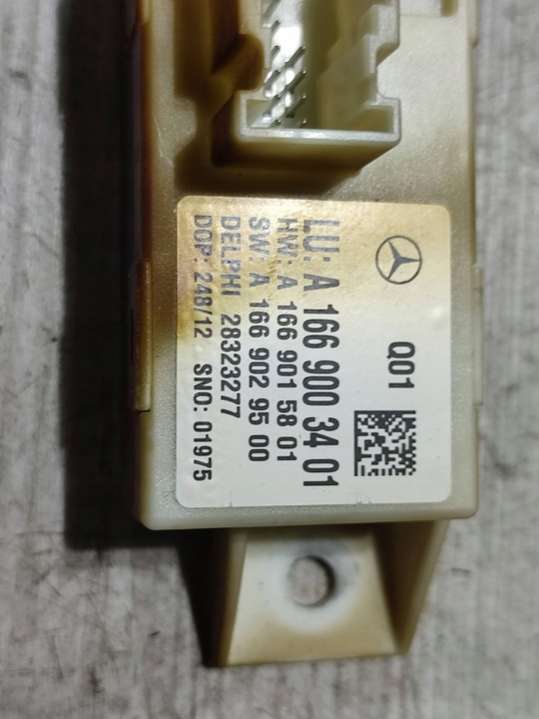 Q01
LU: A 166 900 34 01
HW: A 166 901 58 01
SW: A 166 902 95 00
DELPHI 28323277
DOP: 248/12 SNO: 01975